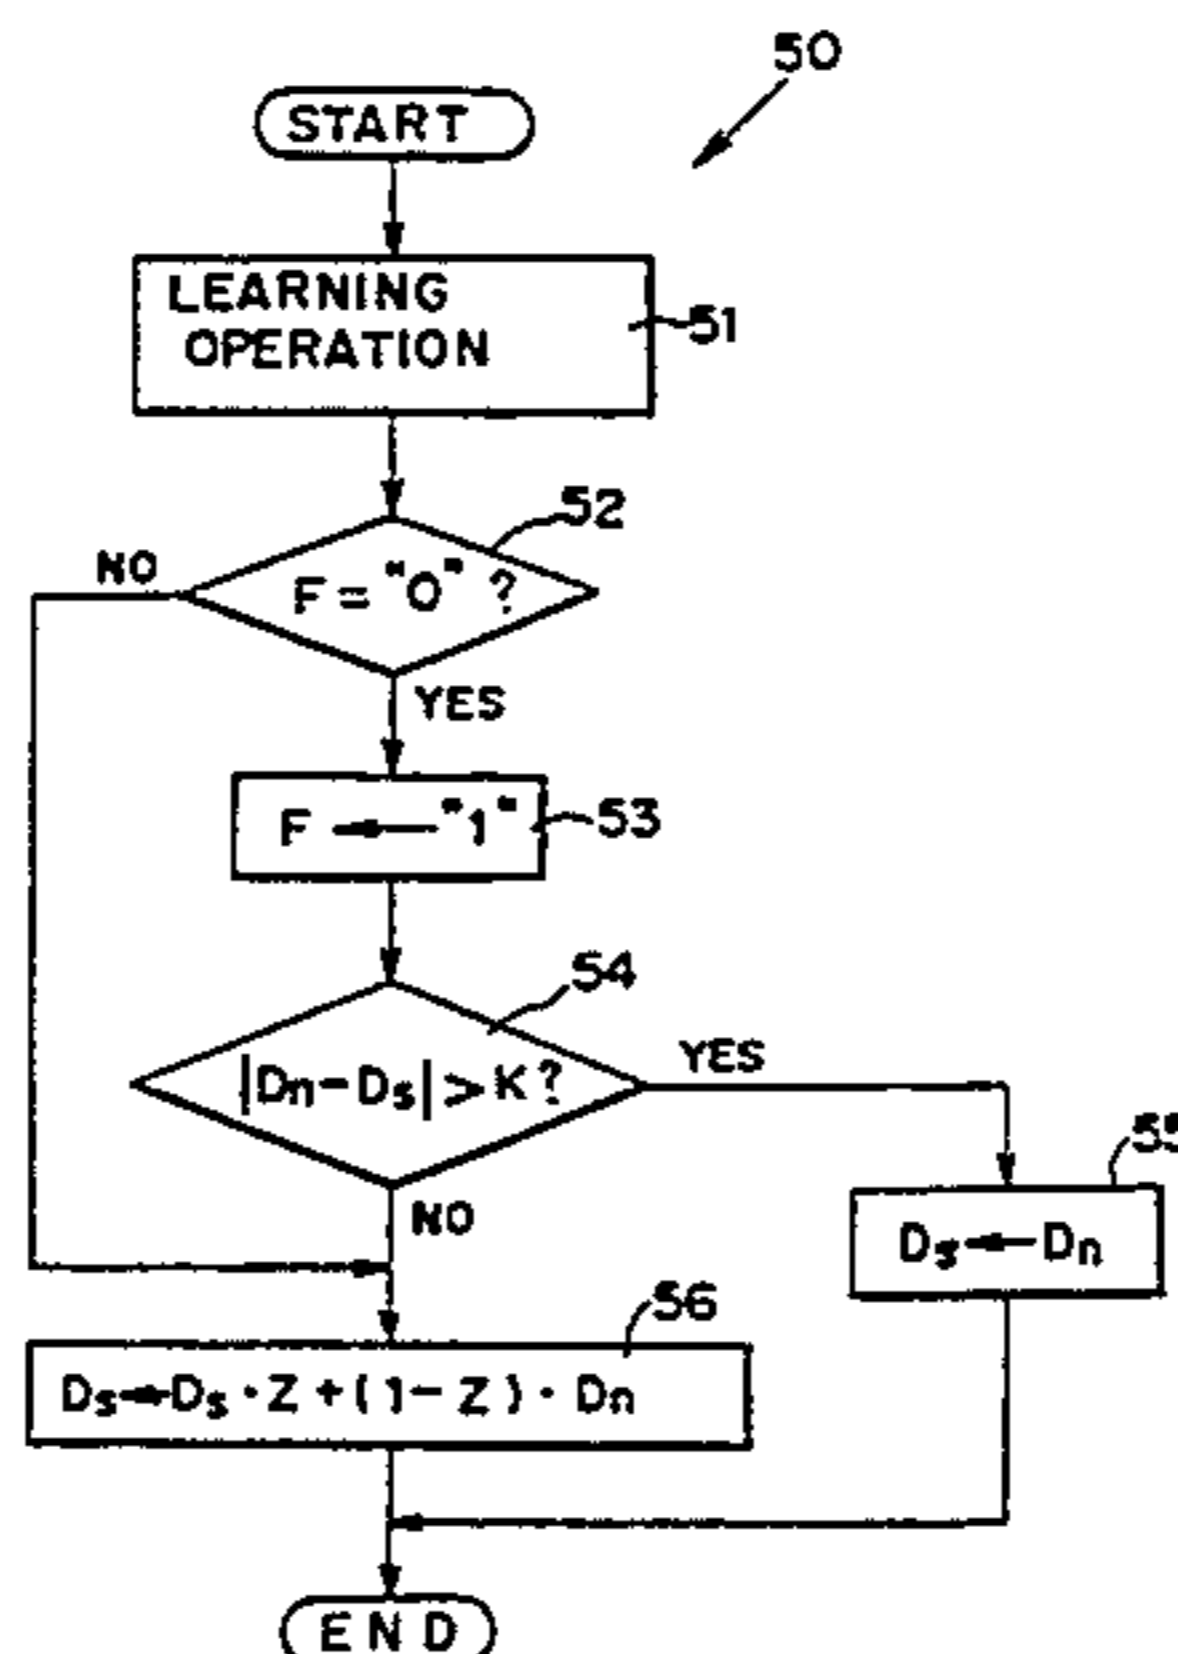 50
START
LEARNING
OPERATION
51
52
NO
F = "0" ?
YES
F ← "1"
53
54
|Dn-Ds| > K?
YES
NO
55
Ds ← Dn
56
Ds ← Ds · Z + (1 - Z) · Dn
END